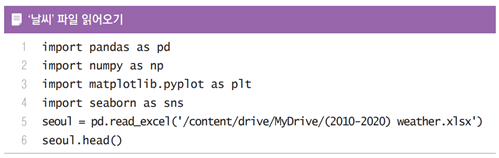 '날씨' 파일 읽어오기
1 import pandas as pd
2 import numpy as np
3 import matplotlib.pyplot as plt
4 import seaborn as sns
5 seoul = pd.read_excel('/content/drive/MyDrive/(2010-2020) weather.xlsx')
6 seoul.head()